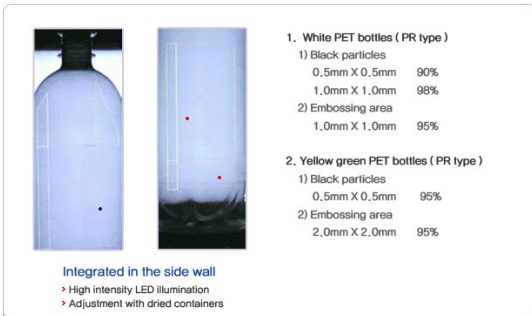 1. White PET bottles ( PR type )
1) Black particles
0.5mm X 0.5mm 90%
1.0mm X 1.0mm 98%
2) Embossing area
1.0mm X 1.0mm 95%
2. Yellow green PET bottles ( PR type )
1) Black particles
0.5mm X 0.5mm 95%
2) Embossing area
2.0mm X 2.0mm 95%
Integrated in the side wall
> High intensity LED illumination
> Adjustment with dried containers